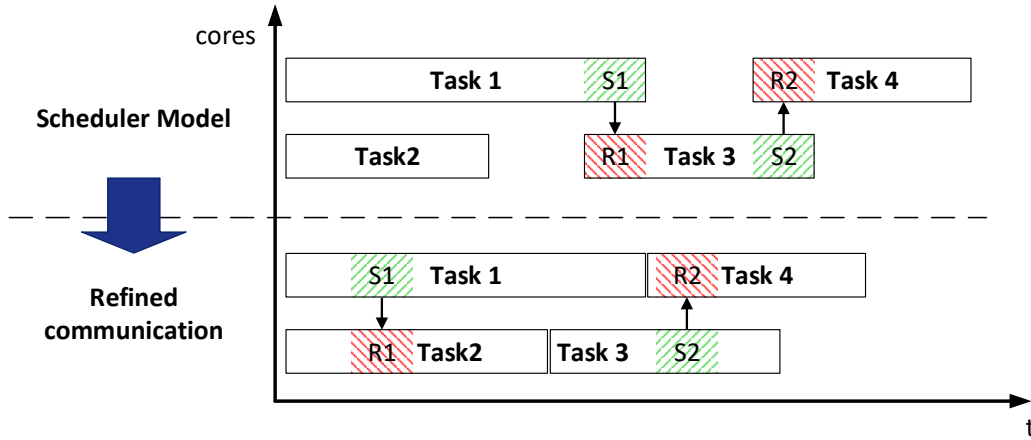 cores
Task 1 S1 R2 Task 4
Scheduler Model
Task2 R1 Task 3 S2
S1 Task 1 R2 Task 4
Refined
communication
R1 Task2 Task 3 S2
t